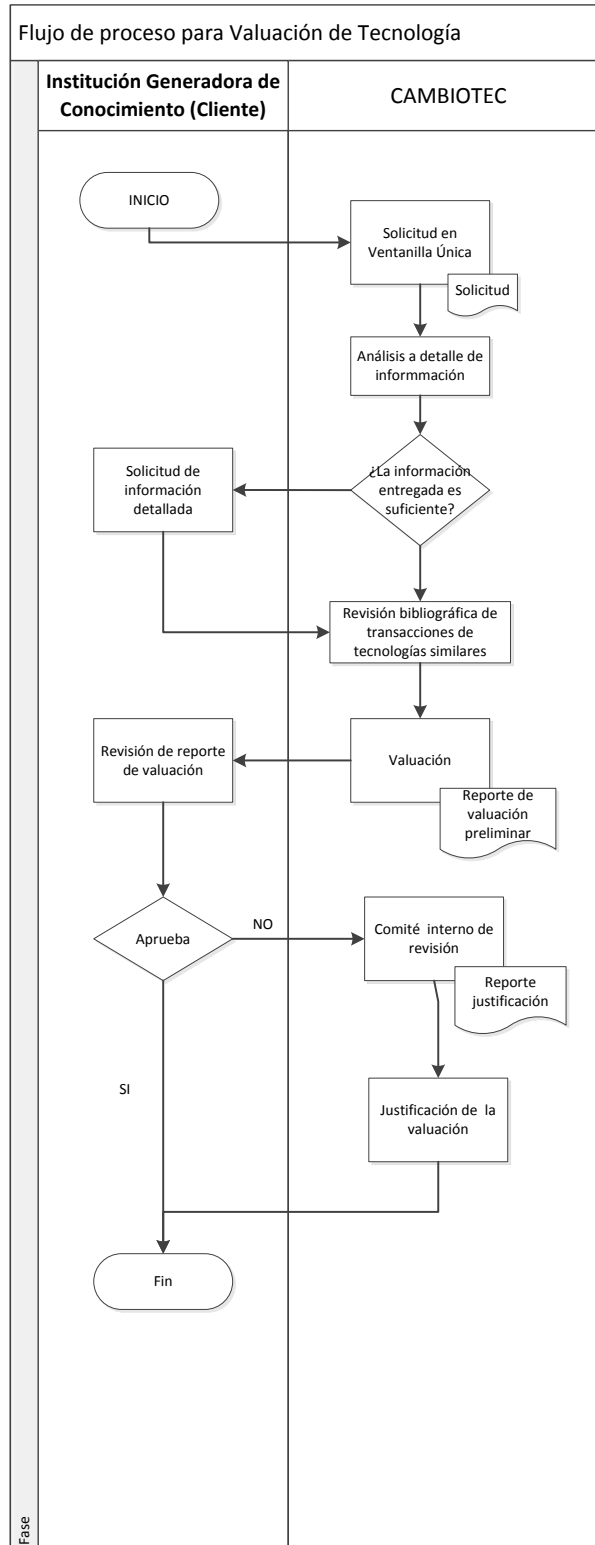 Flujo de proceso para Valuación de Tecnología
Institución Generadora de
Conocimiento (Cliente)
CAMBIOTEC
INICIO
Solicitud en
Ventanilla Única
Solicitud
Análisis a detalle de
informmación
¿La información
entregada es
suficiente?
Solicitud de
información
detallada
Revisión bibliográfica de
transacciones de
tecnologías similares
Valuación
Reporte de
valuación
preliminar
Revisión de reporte
de valuación
Aprueba
NO
Comité interno de
revisión
Reporte
justificación
SI
Justificación de la
valuación
Fin
Fase